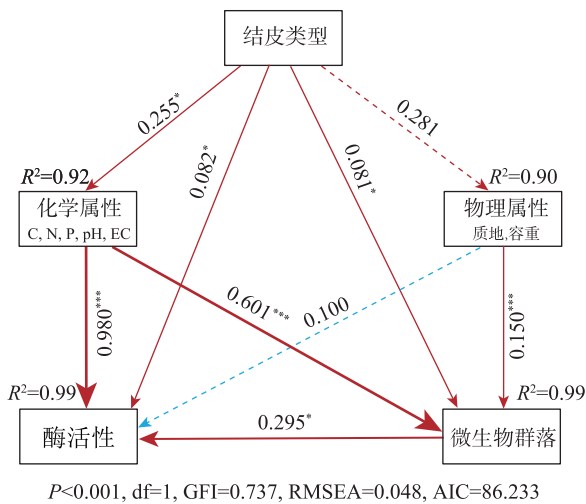 结皮类型
0.255*
0.082*
0.081*
0.281
R²=0.92
R²=0.90
化学属性
C, N, P, pH, EC
物理属性
质地,容重
0.980***
0.601***
0.100
0.150***
R²=0.99
R²=0.99
酶活性
0.295*
微生物群落
P<0.001, df=1, GFI=0.737, RMSEA=0.048, AIC=86.233